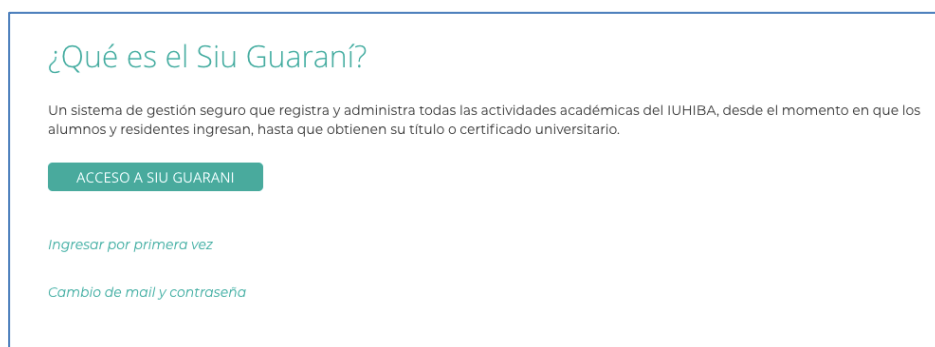 ¿Qué es el Siu Guaraní?
Un sistema de gestión seguro que registra y administra todas las actividades académicas del IUHIBA, desde el momento en que los
alumnos y residentes ingresan, hasta que obtienen su título o certificado universitario.
ACCESO A SIU GUARANI
Ingresar por primera vez
Cambio de mail y contraseña